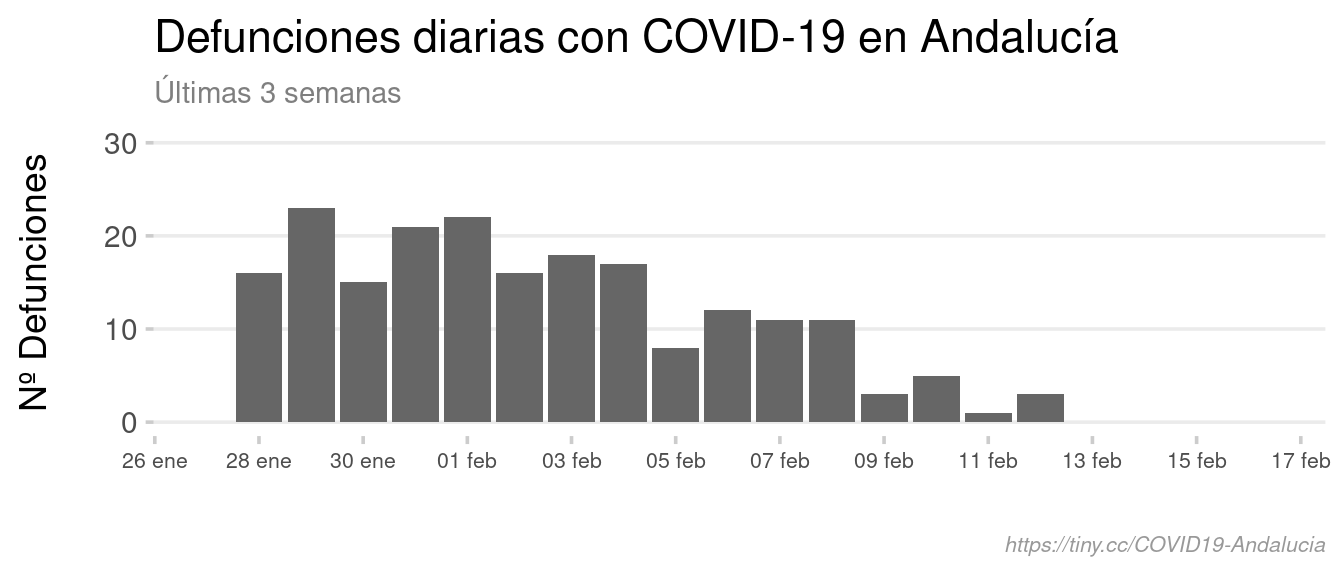 Defunciones diarias con COVID-19 en Andalucía
Últimas 3 semanas
Nº Defunciones
30
20
10
0
26 ene 28 ene 30 ene 01 feb 03 feb 05 feb 07 feb 09 feb 11 feb 13 feb 15 feb 17 feb
https://tiny.cc/COVID19-Andalucia